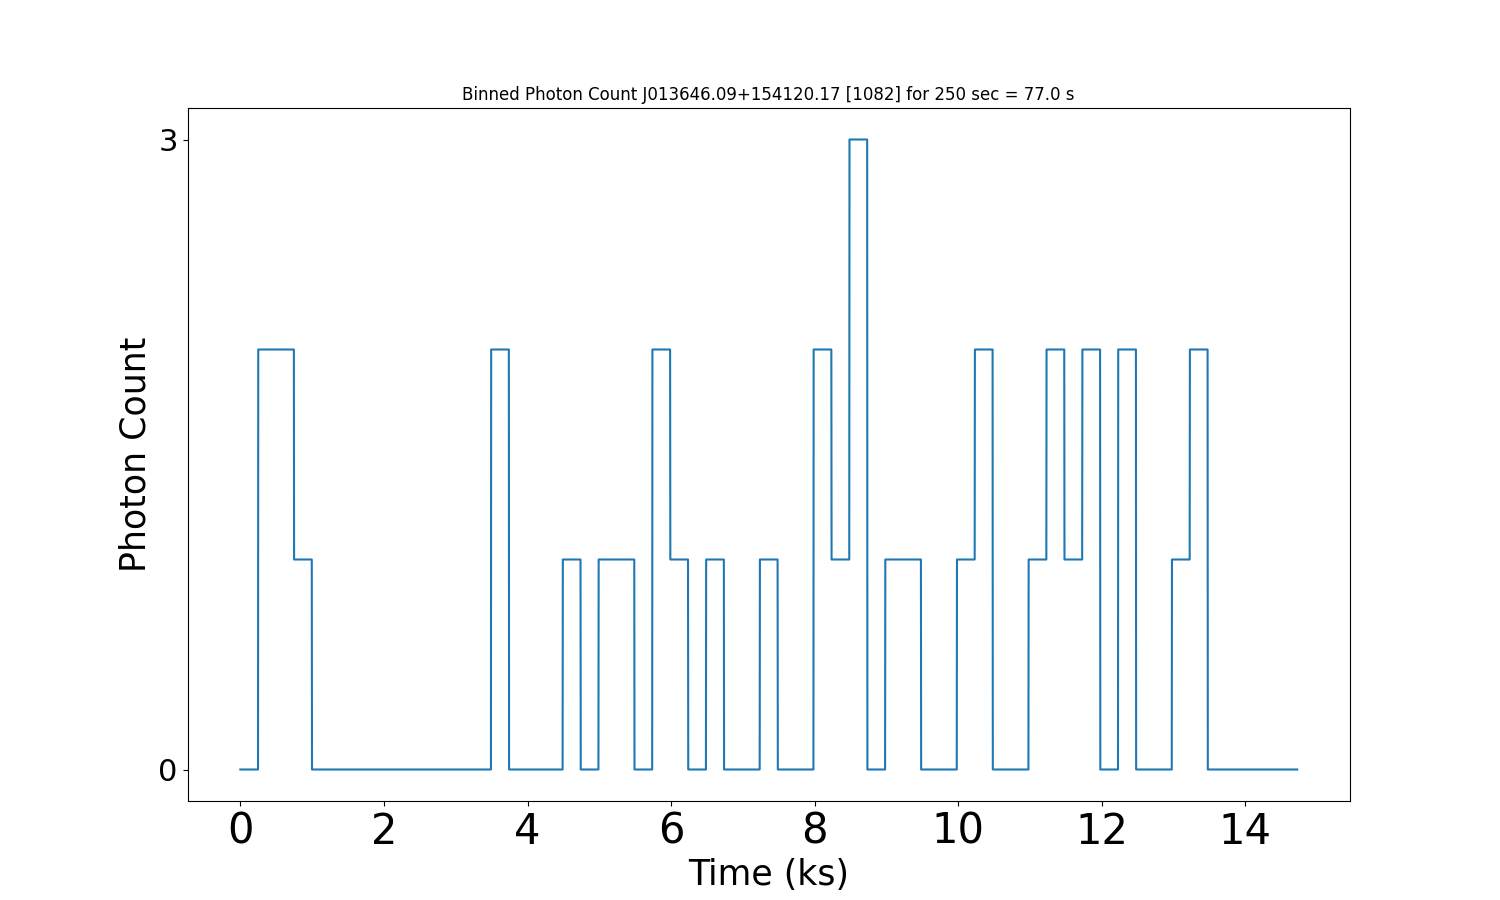 Binned Photon Count J013646.09+154120.17 [1082] for 250 sec = 77.0 s
3
0
Photon Count
0 2 4 6 8 10 12 14
Time (ks)